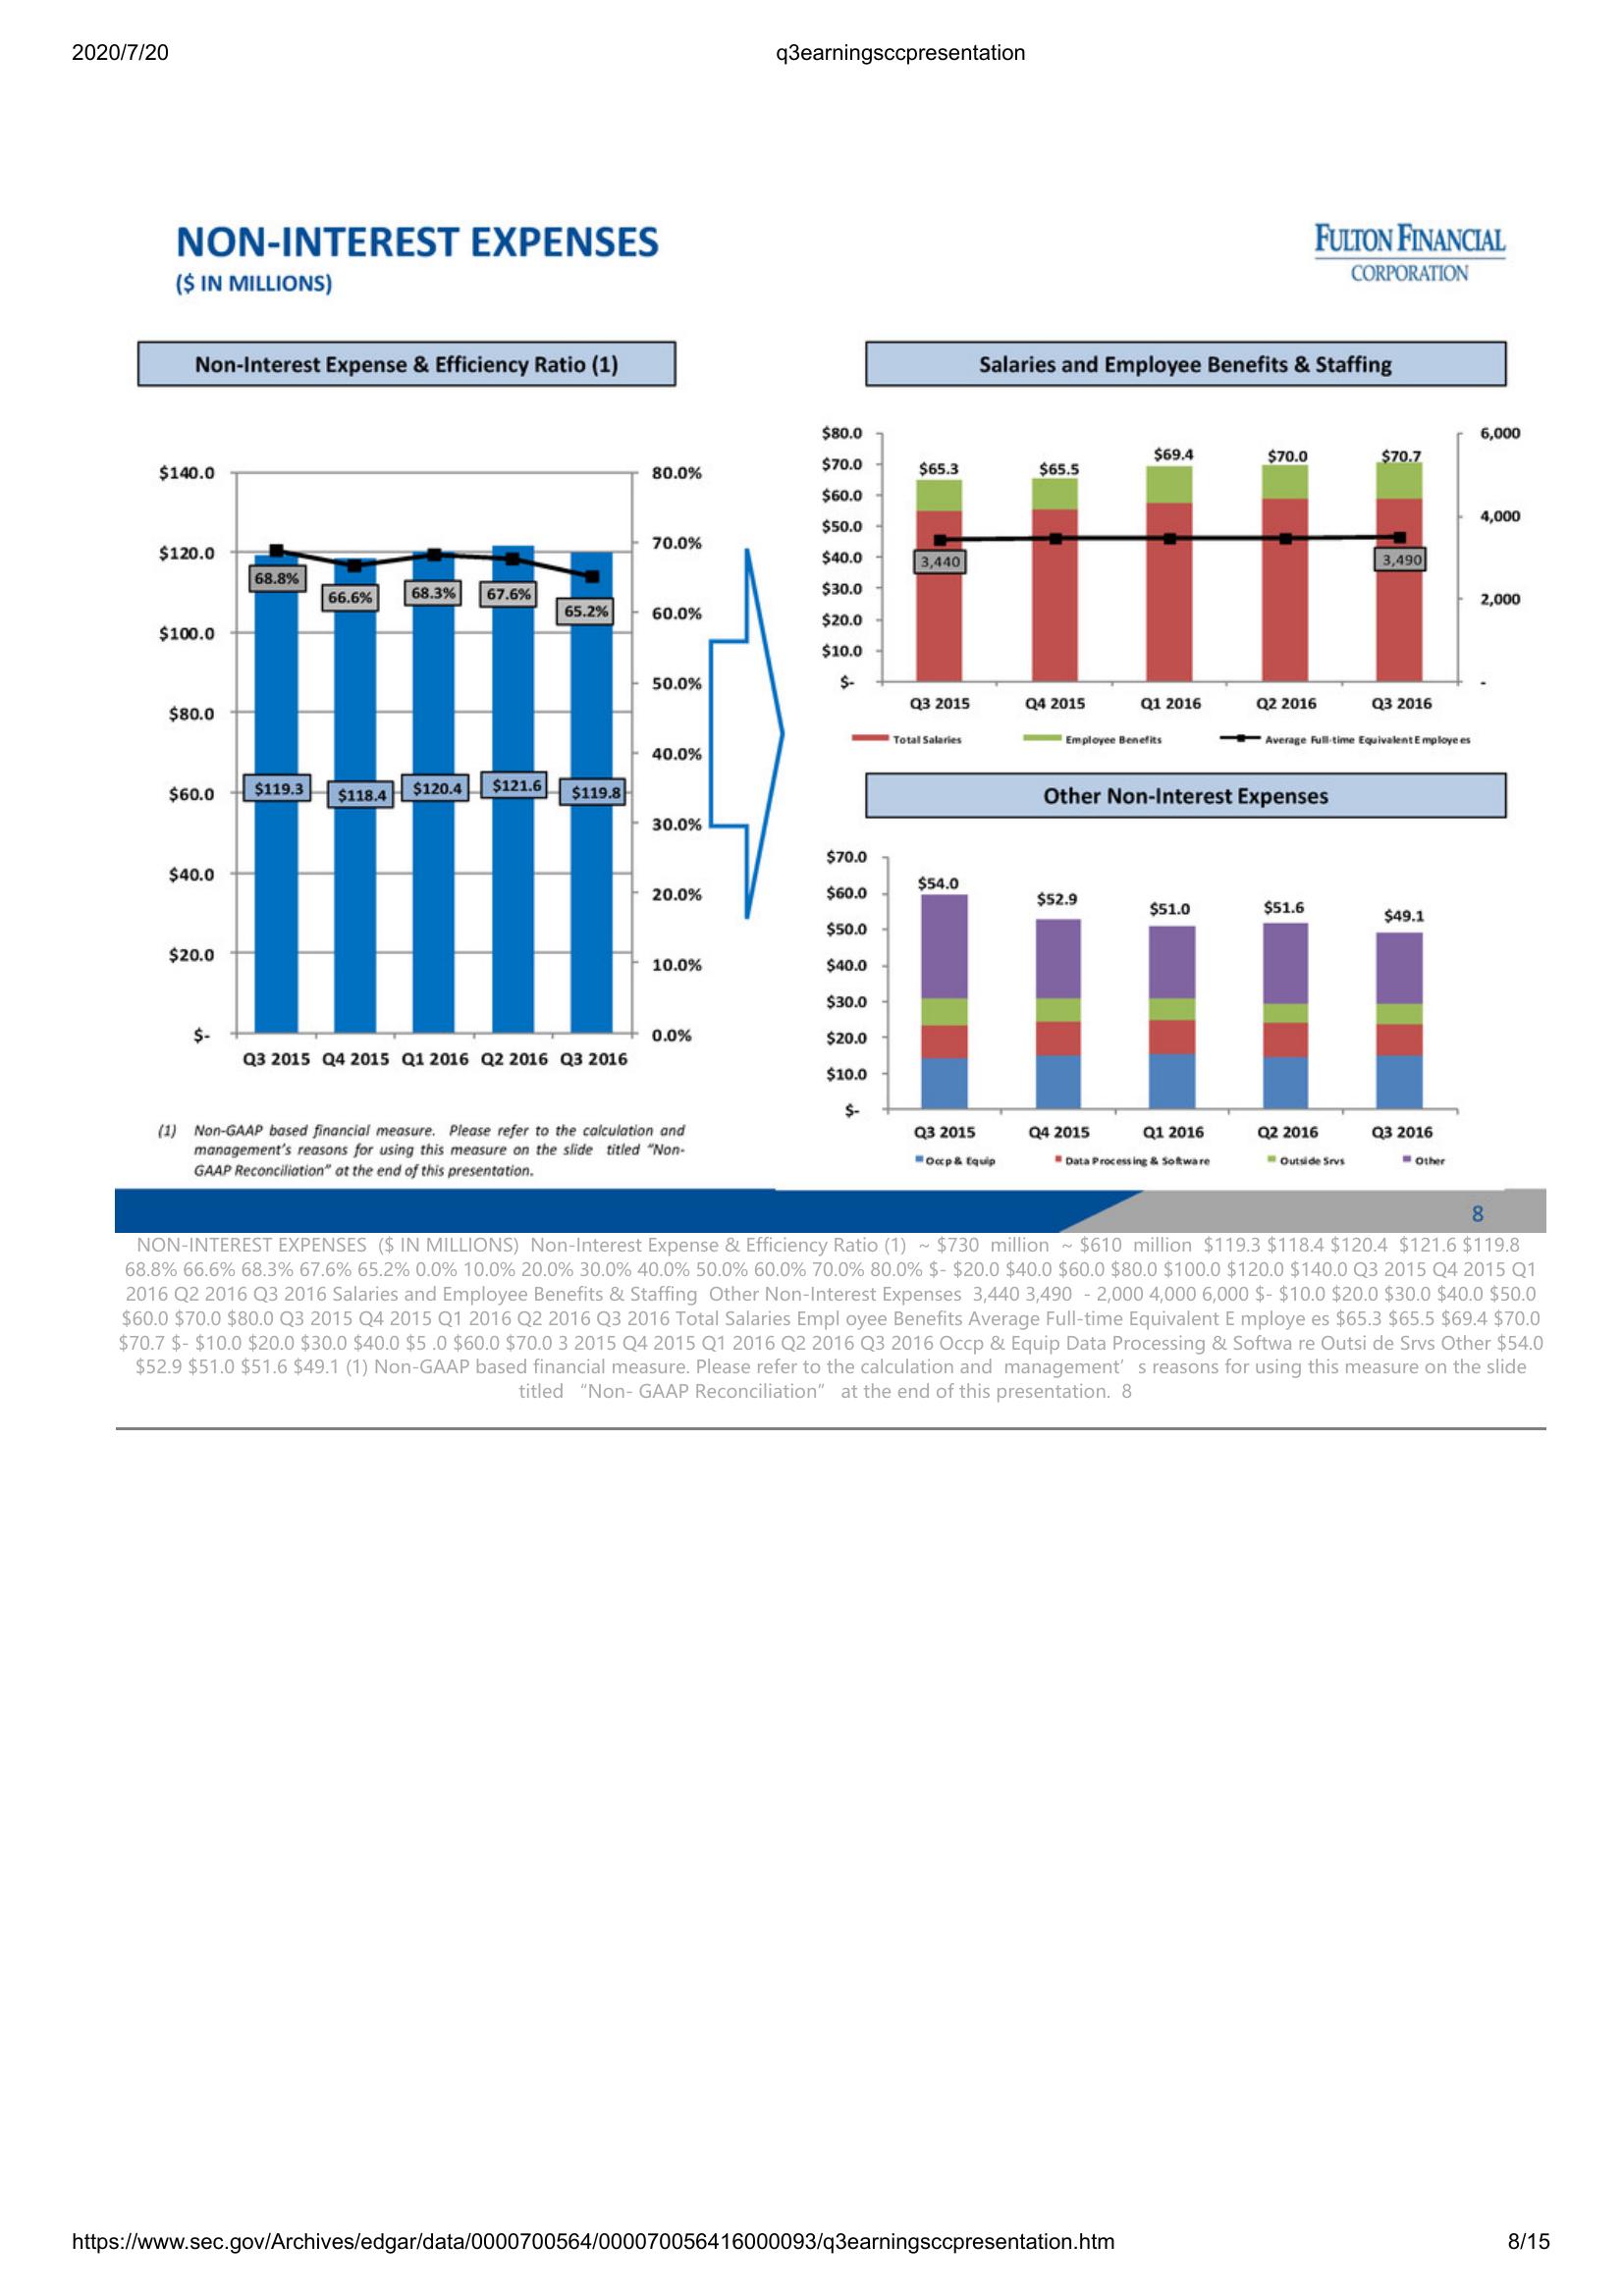 2020/7/20
q3earningsccpresentation
NON-INTEREST EXPENSES
($ IN MILLIONS)
FULTON FINANCIAL
CORPORATION
Non-Interest Expense & Efficiency Ratio (1)
$140.0
$120.0
$100.0
$80.0
$60.0
$40.0
$20.0
$-
80.0%
70.0%
60.0%
50.0%
40.0%
30.0%
20.0%
10.0%
0.0%
68.8%
66.6%
68.3%
67.6%
65.2%
$119.3
$118.4
$120.4
$121.6
$119.8
Q3 2015 Q4 2015 Q1 2016 Q2 2016 Q3 2016
(1) Non-GAAP based financial measure. Please refer to the calculation and
management's reasons for using this measure on the slide titled “Non-
GAAP Reconciliation” at the end of this presentation.
Salaries and Employee Benefits & Staffing
$80.0
$70.0
$60.0
$50.0
$40.0
$30.0
$20.0
$10.0
$-
6,000
4,000
2,000
-
$65.3
$65.5
$69.4
$70.0
$70.7
3,440
3,490
Q3 2015 Q4 2015 Q1 2016 Q2 2016 Q3 2016
Total Salaries Employee Benefits Average Full-time Equivalent E mploye es
Other Non-Interest Expenses
$70.0
$60.0
$50.0
$40.0
$30.0
$20.0
$10.0
$-
$54.0
$52.9
$51.0
$51.6
$49.1
Q3 2015 Q4 2015 Q1 2016 Q2 2016 Q3 2016
Occp & Equip Data Processing & Software Outside Srvs Other
8
NON-INTEREST EXPENSES ($ IN MILLIONS) Non-Interest Expense & Efficiency Ratio (1) ~ $730 million ~ $610 million $119.3 $118.4 $120.4 $121.6 $119.8
68.8% 66.6% 68.3% 67.6% 65.2% 0.0% 10.0% 20.0% 30.0% 40.0% 50.0% 60.0% 70.0% 80.0% $- $20.0 $40.0 $60.0 $80.0 $100.0 $120.0 $140.0 Q3 2015 Q4 2015 Q1
2016 Q2 2016 Q3 2016 Salaries and Employee Benefits & Staffing Other Non-Interest Expenses 3,440 3,490 - 2,000 4,000 6,000 $- $10.0 $20.0 $30.0 $40.0 $50.0
$60.0 $70.0 $80.0 Q3 2015 Q4 2015 Q1 2016 Q2 2016 Q3 2016 Total Salaries Empl oyee Benefits Average Full-time Equivalent E mploye es $65.3 $65.5 $69.4 $70.0
$70.7 $- $10.0 $20.0 $30.0 $40.0 $5 .0 $60.0 $70.0 3 2015 Q4 2015 Q1 2016 Q2 2016 Q3 2016 Occp & Equip Data Processing & Softwa re Outsi de Srvs Other $54.0
$52.9 $51.0 $51.6 $49.1 (1) Non-GAAP based financial measure. Please refer to the calculation and management’ s reasons for using this measure on the slide
titled “Non- GAAP Reconciliation” at the end of this presentation. 8
https://www.sec.gov/Archives/edgar/data/0000700564/000070056416000093/q3earningsccpresentation.htm
8/15